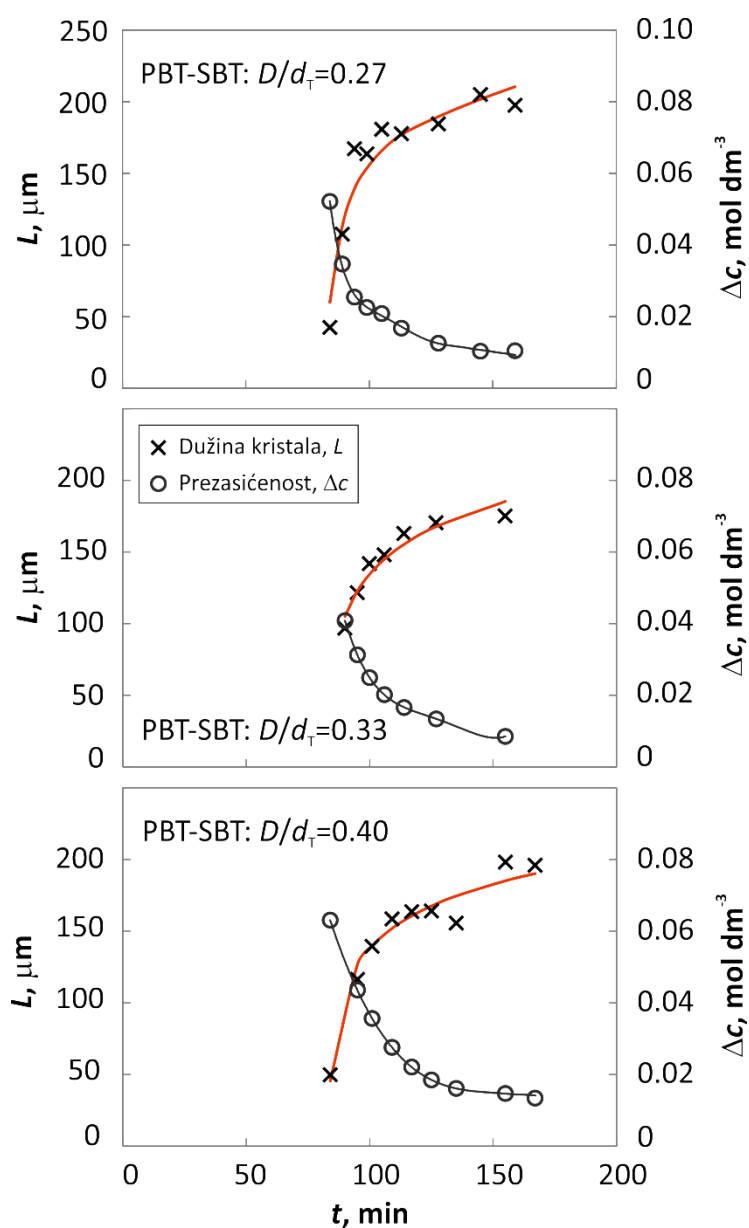 PBT-SBT: D/dT=0.27
250
200
150
100
50
0
L, µm
0.10
0.08
0.06
0.04
0.02
0
Δc, mol dm-3
Dužina kristala, L
Prezasićenost, Δc
PBT-SBT: D/dT=0.33
200
150
100
50
0
L, µm
0.08
0.06
0.04
0.02
0
Δc, mol dm-3
PBT-SBT: D/dT=0.40
200
150
100
50
0
L, µm
0.08
0.06
0.04
0.02
0
Δc, mol dm-3
0 50 100 150 200
t, min